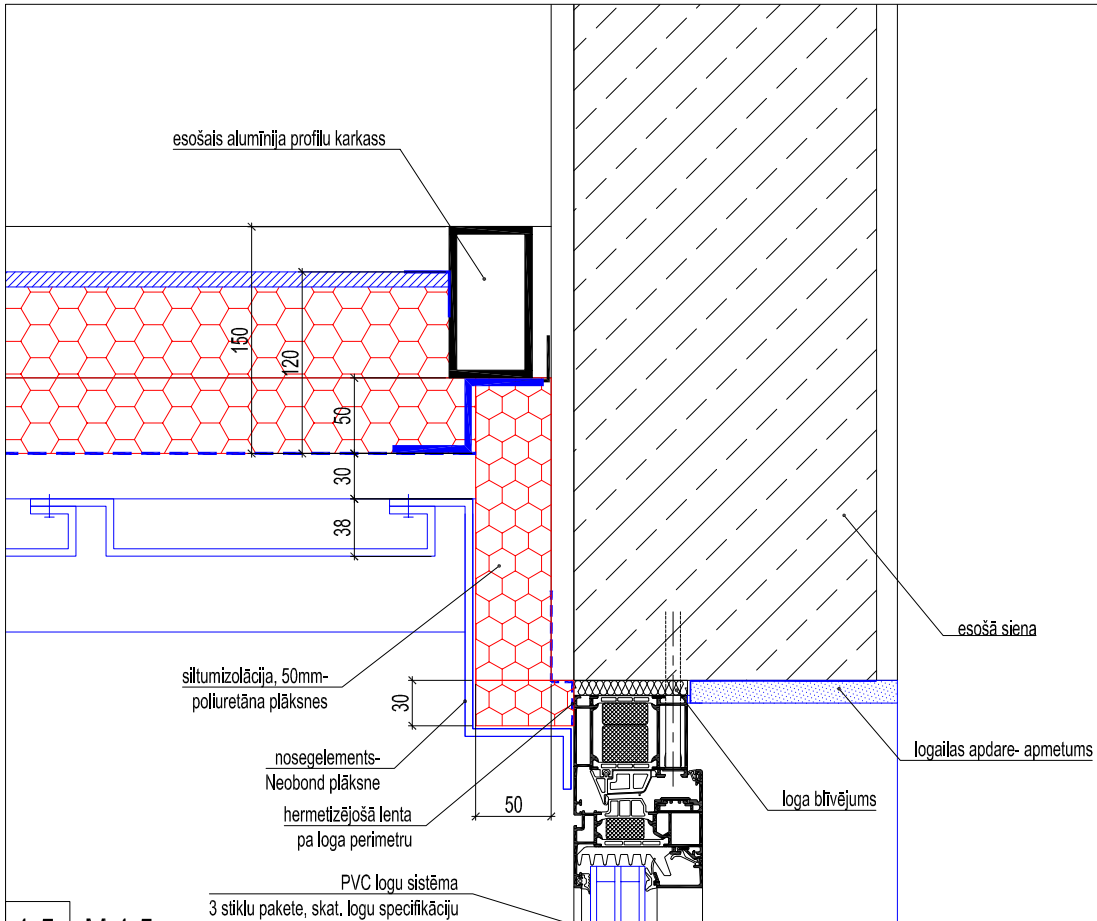 esošais alumīnija profilu karkass
150
120
50
30
38
esošā siena
siltumizolācija, 50mm-
poliuretāna plāksnes
30
logailas apdare- apmetums
nosegelements-
Neobond plāksne
loga blīvējums
50
hermetizējošā lenta
pa loga perimetru
PVC logu sistēma
3 stiklu pakete, skat. logu specifikāciju